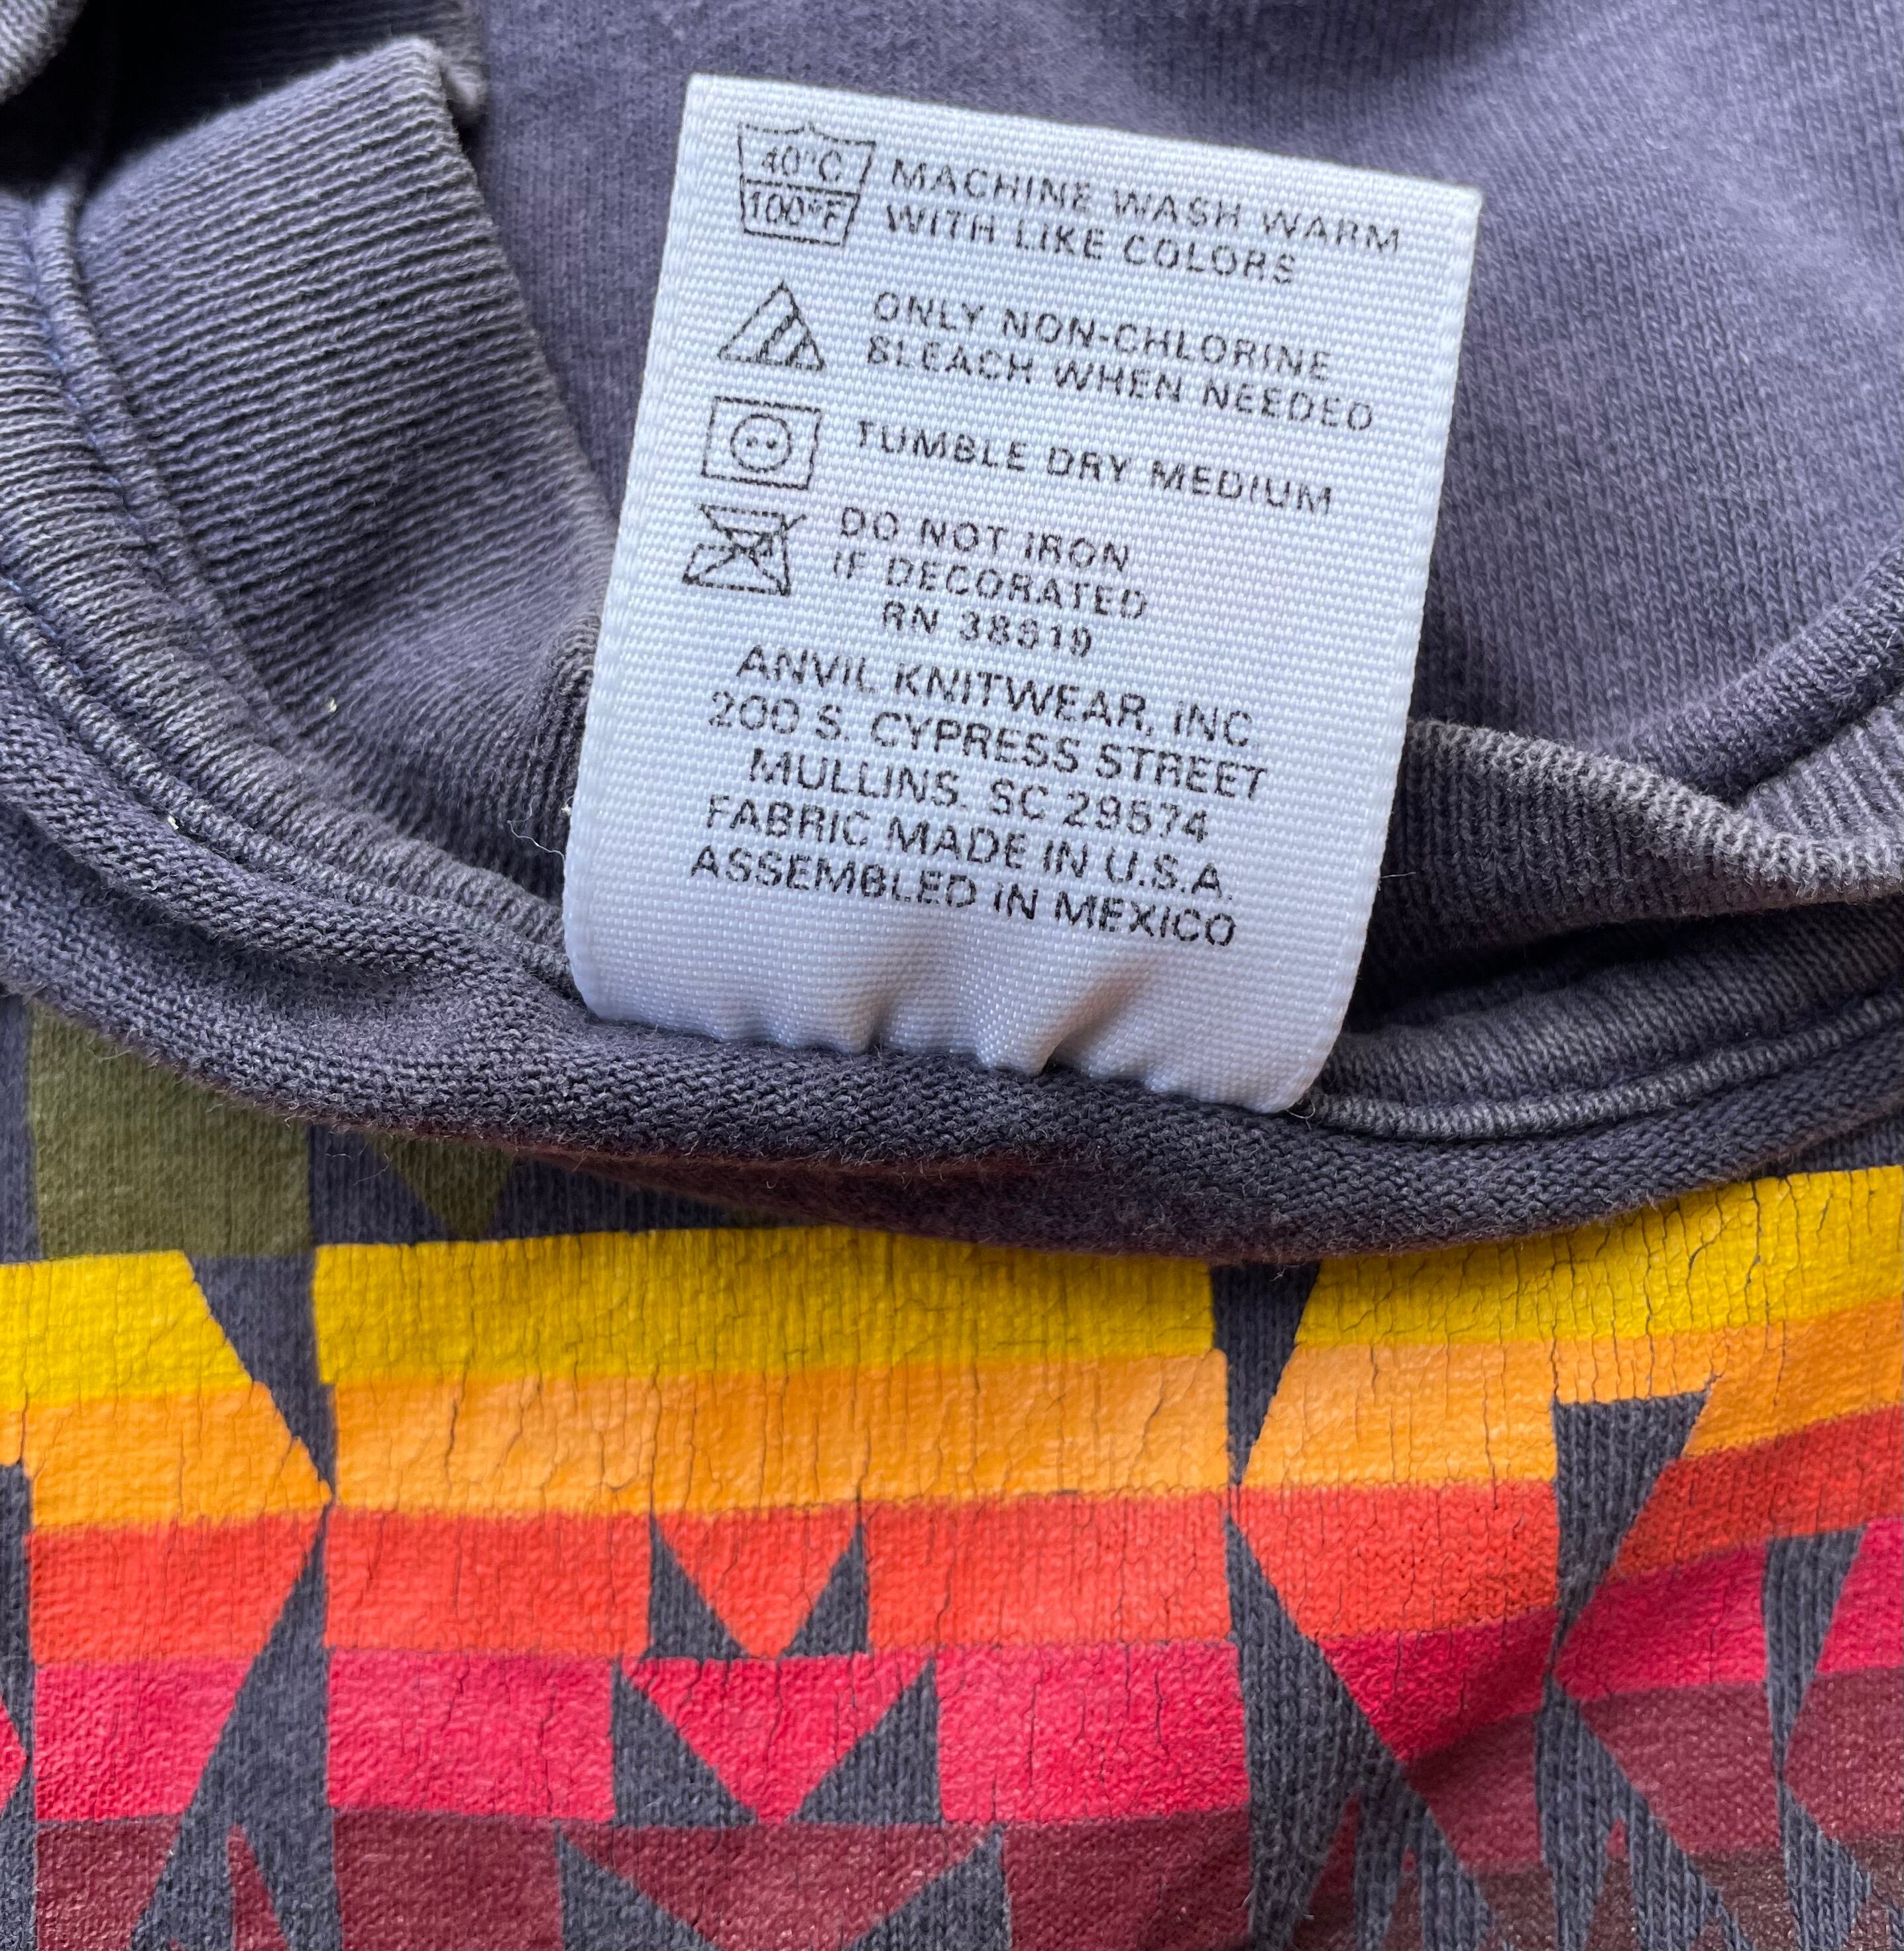 40°C MACHINE WASH WARM
100°F WITH LIKE COLORS
ONLY NON-CHLORINE
BLEACH WHEN NEEDED
TUMBLE DRY MEDIUM
DO NOT IRON
IF DECORATED
RN 38619
ANVIL KNITWEAR, INC.
200 S. CYPRESS STREET
MULLINS, SC 29574
FABRIC MADE IN U.S.A.
ASSEMBLED IN MEXICO